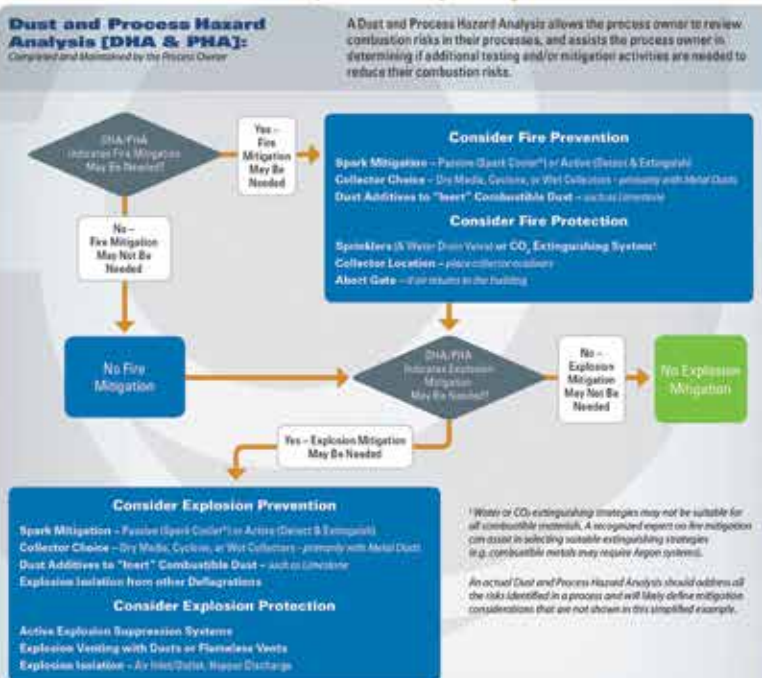 Dust and Process Hazard
Analysis [DHA & PHA]:
Completed and Maintained by the Process Owner
A Dust and Process Hazard Analysis allows the process owner to review
combustion risks in their processes, and assists the process owner in
determining if additional testing and/or mitigation activities are needed to
reduce their combustion risks.
DHA/PHA
Indicates Fire Mitigation
May Be Needed?
Yes –
Fire
Mitigation
May Be
Needed
Consider Fire Prevention
Spark Mitigation – Passive (Spark Cooler®) or Active (Detect & Extinguish)
Collector Choice – Dry Media, Cyclone, or Wet Collectors - primarily with Metal Dusts
Dust Additives to "Inert" Combustible Dust – such as Limestone
Consider Fire Protection
Sprinklers (& Water Drain Valve) or CO₂ Extinguishing System¹
Collector Location – place collector outdoors
Abort Gate – if air returns to the building
No –
Fire Mitigation
May Not Be
Needed
No Fire
Mitigation
DHA/PHA
Indicates Explosion
Mitigation
May Be Needed?
No –
Explosion
Mitigation
May Not Be
Needed
No Explosion
Mitigation
Yes – Explosion Mitigation
May Be Needed
Consider Explosion Prevention
Spark Mitigation – Passive (Spark Cooler®) or Active (Detect & Extinguish)
Collector Choice – Dry Media, Cyclone, or Wet Collectors - primarily with Metal Dusts
Dust Additives to "Inert" Combustible Dust – such as Limestone
Explosion Isolation from other Deflagrations
Consider Explosion Protection
Active Explosion Suppression Systems
Explosion Venting with Ducts or Flameless Vents
Explosion Isolation – Air Inlet/Outlet, Hopper Discharge
¹ Water or CO₂ extinguishing strategies may not be suitable for
all combustible materials. A recognized expert on fire mitigation
can assist in selecting suitable extinguishing strategies
(e.g. combustible metals may require Argon systems).
An actual Dust and Process Hazard Analysis should address all
the risks identified in a process and will likely define mitigation
considerations that are not shown in this simplified example.